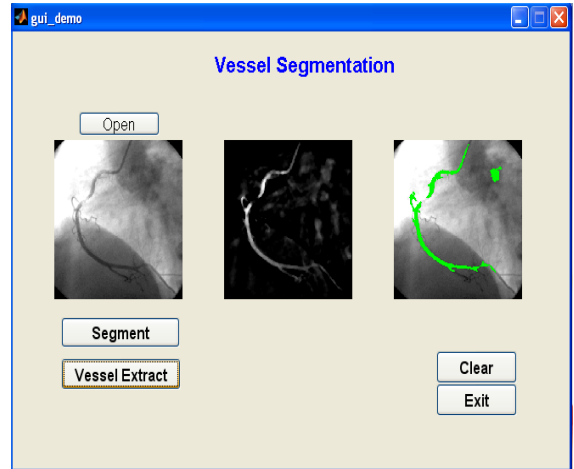 gui_demo
Vessel Segmentation
Open
Segment
Vessel Extract
Clear
Exit